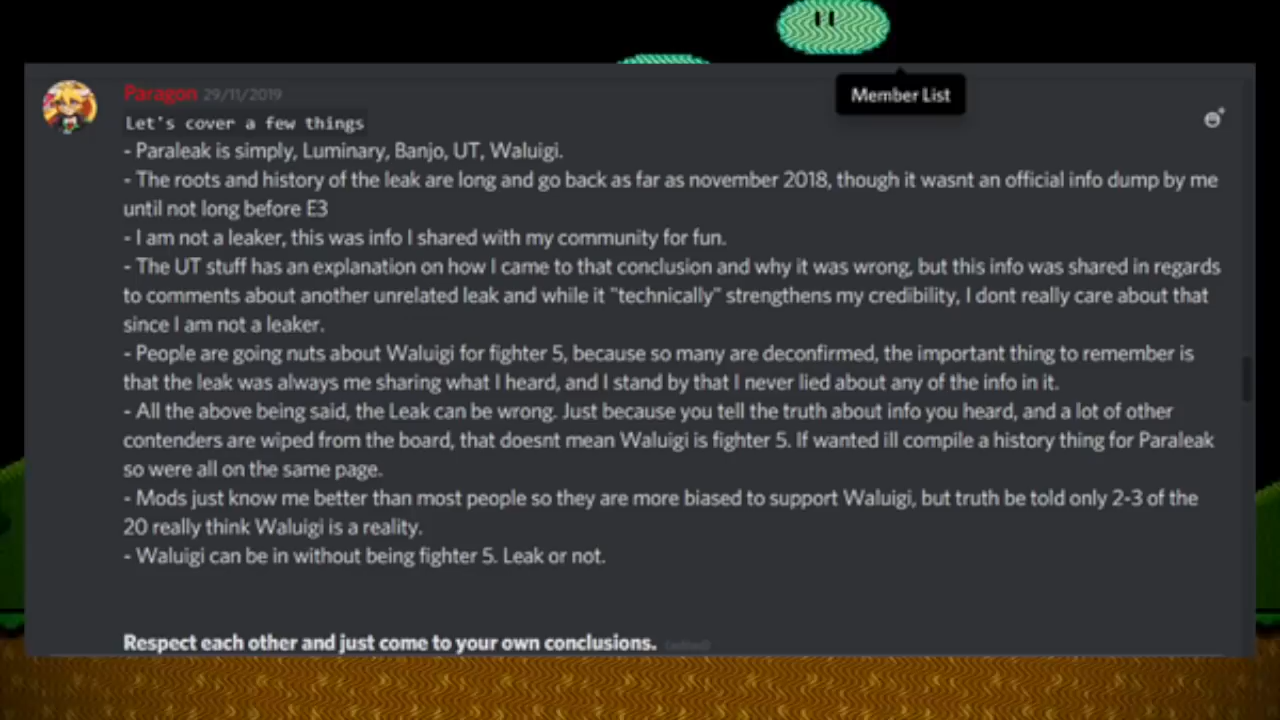 Member List
Paragon 29/11/2019
Let's cover a few things
- Paraleak is simply, Luminary, Banjo, UT, Waluigi.
- The roots and history of the leak are long and go back as far as november 2018, though it wasnt an official info dump by me
until not long before E3
- I am not a leaker, this was info I shared with my community for fun.
- The UT stuff has an explanation on how I came to that conclusion and why it was wrong, but this info was shared in regards
to comments about another unrelated leak and while it "technically" strengthens my credibility, I dont really care about that
since I am not a leaker.
- People are going nuts about Waluigi for fighter 5, because so many are deconfirmed, the important thing to remember is
that the leak was always me sharing what I heard, and I stand by that I never lied about any of the info in it.
- All the above being said, the Leak can be wrong. Just because you tell the truth about info you heard, and a lot of other
contenders are wiped from the board, that doesnt mean Waluigi is fighter 5. If wanted ill compile a history thing for Paraleak
so were all on the same page.
- Mods just know me better than most people so they are more biased to support Waluigi, but truth be told only 2-3 of the
20 really think Waluigi is a reality.
- Waluigi can be in without being fighter 5. Leak or not.
Respect each other and just come to your own conclusions. (edited)